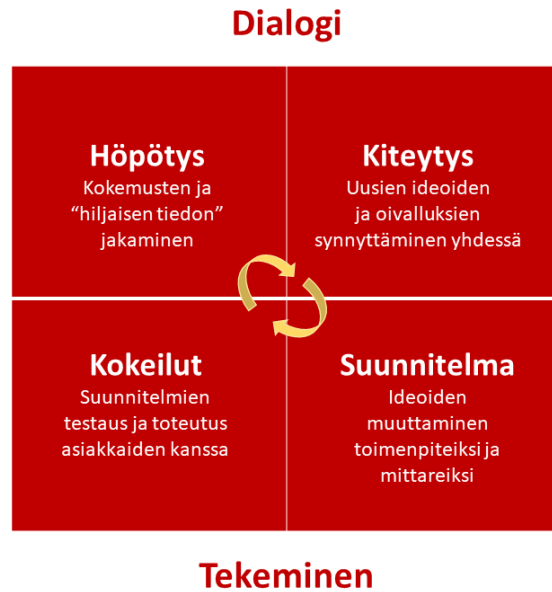 Dialogi
Höpötys
Kokemusten ja
“hiljaisen tiedon”
jakaminen
Kiteytys
Uusien ideoiden
ja oivalluksien
synnyttäminen yhdessä
Kokeilut
Suunnitelmien
testaus ja toteutus
asiakkaiden kanssa
Suunnitelma
Ideoiden
muuttaminen
toimenpiteiksi ja
mittareiksi
Tekeminen